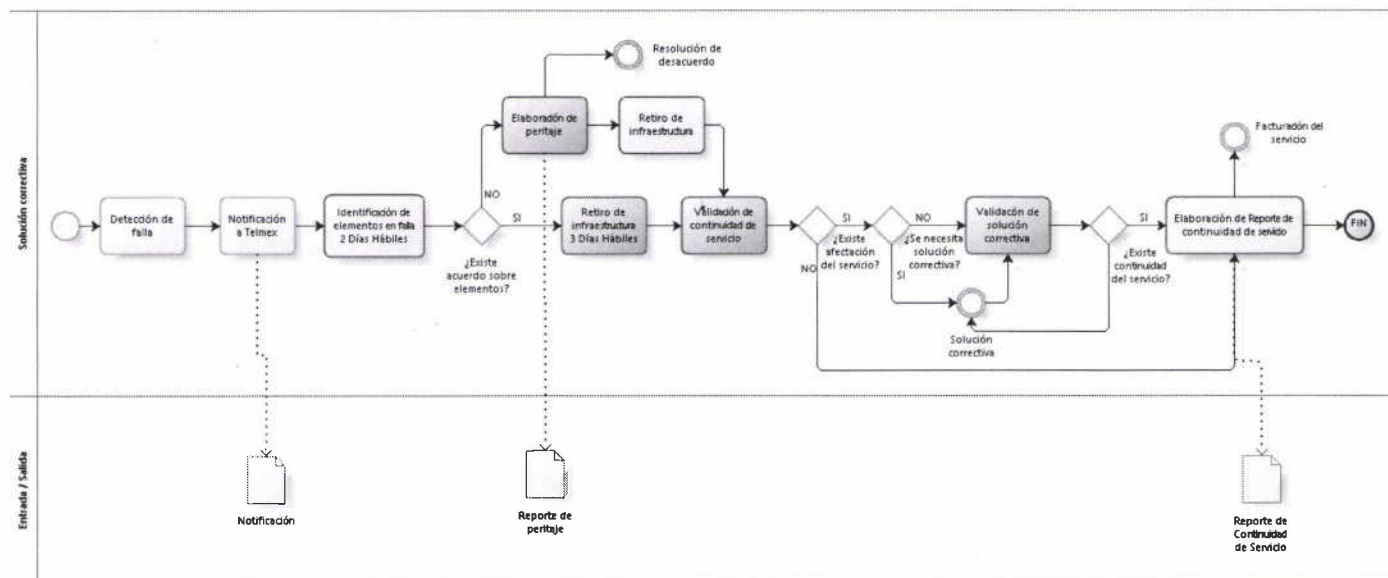 Solución correctiva
Resolución de
desacuerdo
Elaboración de
peritaje
Retiro de
infraestructura
Facturación del
servicio
NO
Detección de
falla
Notificación
a Telmex
Identificación de
elementos en falla
2 Días Hábiles
SI
Retiro de
infraestructura
3 Días Hábiles
Validación de
continuidad de
servicio
SI
NO
Validacón de
solución
correctiva
SI
Elaboración de Reporte de
continuidad de servicio
FIN
¿Existe
acuerdo sobre
elementos?
¿Existe
afectación
del servicio?
¿Se necesita
solución
correctiva?
¿Existe
continuidad
del servicio?
NO
SI
Solución
correctiva
Entrada / Salida
Notificación
Reporte de
peritaje
Reporte de
Continuidad
de Servicio